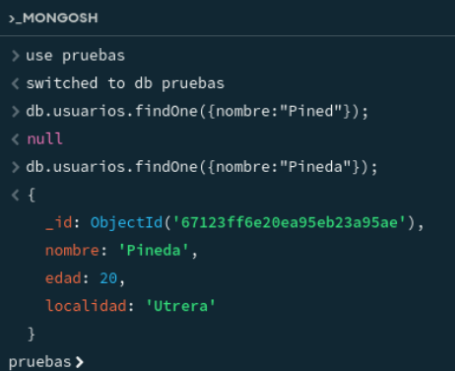 >_MONGOSH
> use pruebas
< switched to db pruebas
> db.usuarios.findOne({nombre:"Pined"});
< null
> db.usuarios.findOne({nombre:"Pineda"});
< {
_id: ObjectId('67123ff6e20ea95eb23a95ae'),
nombre: 'Pineda',
edad: 20,
localidad: 'Utrera'
}
pruebas>